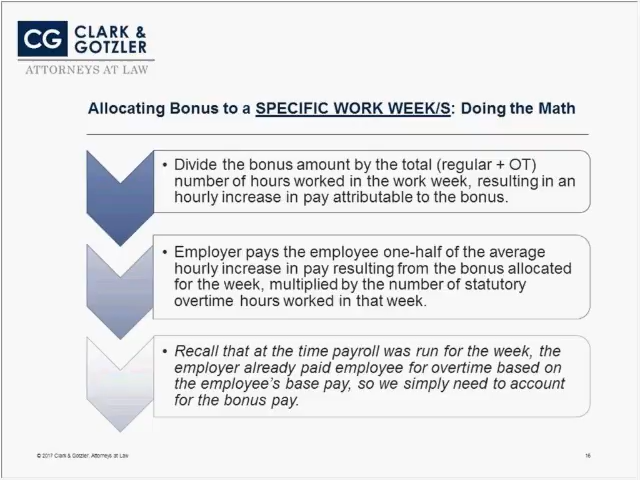 CG CLARK &
GOTZLER
ATTORNEYS AT LAW
Allocating Bonus to a SPECIFIC WORK WEEK/S: Doing the Math
• Divide the bonus amount by the total (regular + OT)
number of hours worked in the work week, resulting in an
hourly increase in pay attributable to the bonus.
• Employer pays the employee one-half of the average
hourly increase in pay resulting from the bonus allocated
for the week, multiplied by the number of statutory
overtime hours worked in that week.
• Recall that at the time payroll was run for the week, the
employer already paid employee for overtime based on
the employee's base pay, so we simply need to account
for the bonus pay.
© 2017 Clark & Gotzler, Attorneys at Law
16